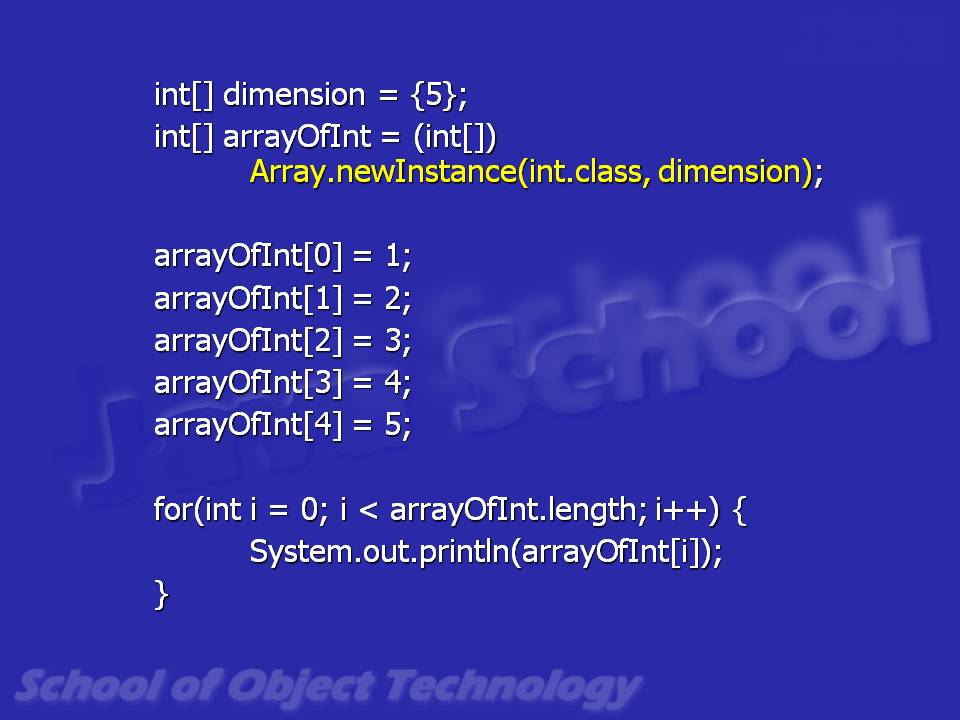 J2SE
int[] dimension = {5};
int[] arrayOfInt = (int[])
Array.newInstance(int.class, dimension);
arrayOfInt[0] = 1;
arrayOfInt[1] = 2;
arrayOfInt[2] = 3;
arrayOfInt[3] = 4;
arrayOfInt[4] = 5;
for(int i = 0; i < arrayOfInt.length; i++) {
System.out.println(arrayOfInt[i]);
}
Java School
School of Object Technology